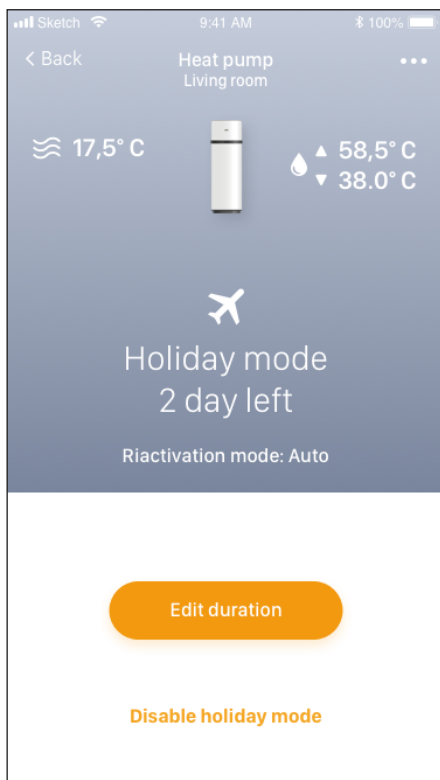 Sketch 9:41 AM 100%
Back
Heat pump
Living room
17,5° C
58,5° C
38.0° C
Holiday mode
2 day left
Riactivation mode: Auto
Edit duration
Disable holiday mode